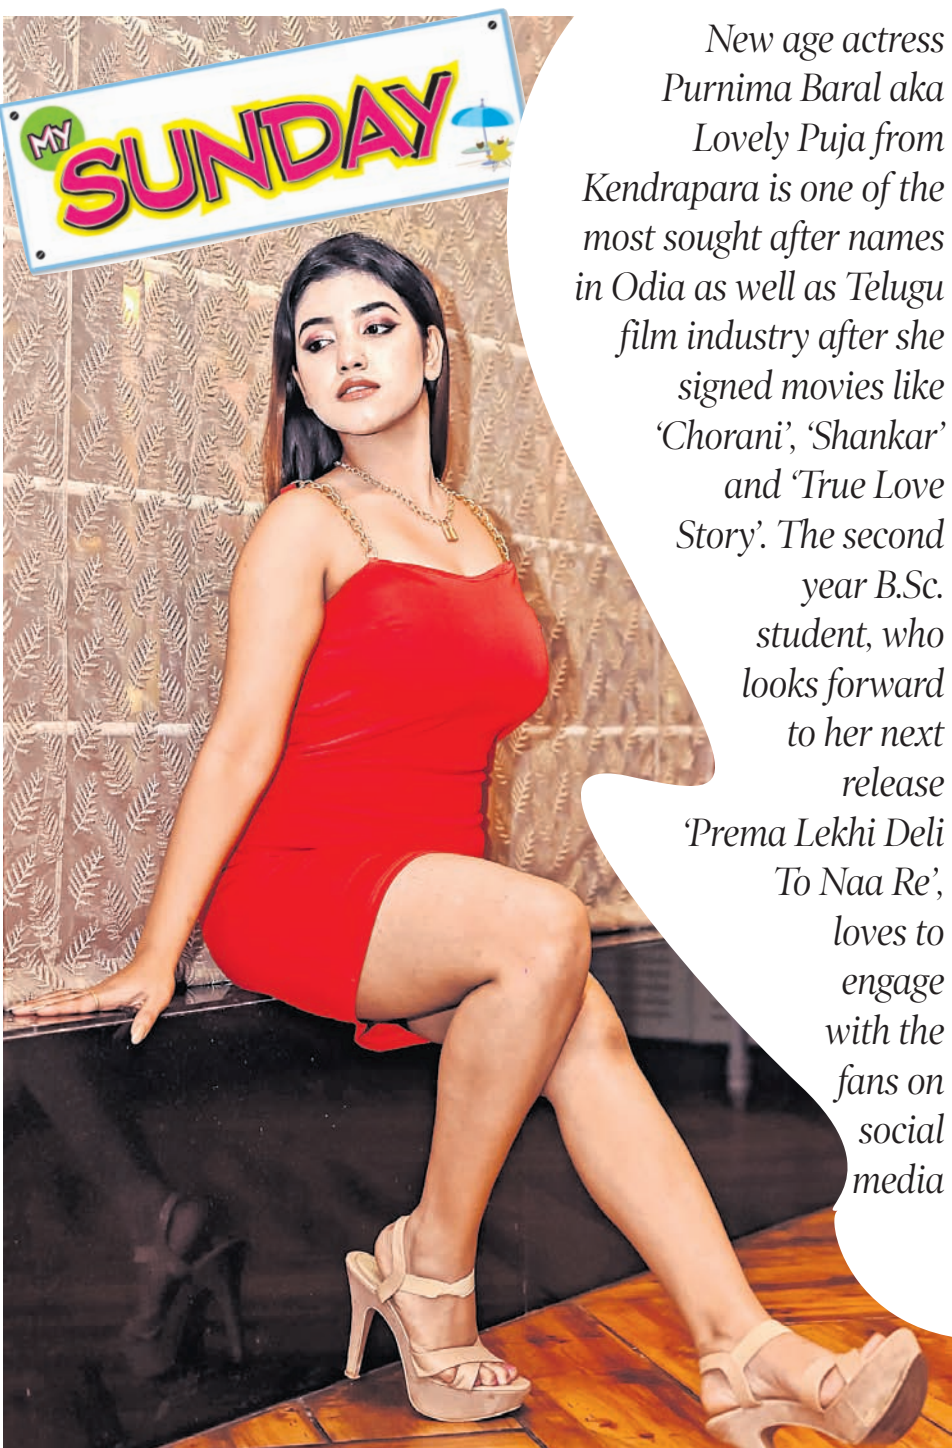 MY
SUNDAY
New age actress
Purnima Baral aka
Lovely Puja from
Kendrapara is one of the
most sought after names
in Odia as well as Telugu
film industry after she
signed movies like
‘Chorani’, ‘Shankar’
and ‘True Love
Story’. The second
year B.Sc.
student, who
looks forward
to her next
release
‘Prema Lekhi Deli
To Naa Re’,
loves to
engage
with the
fans on
social
media